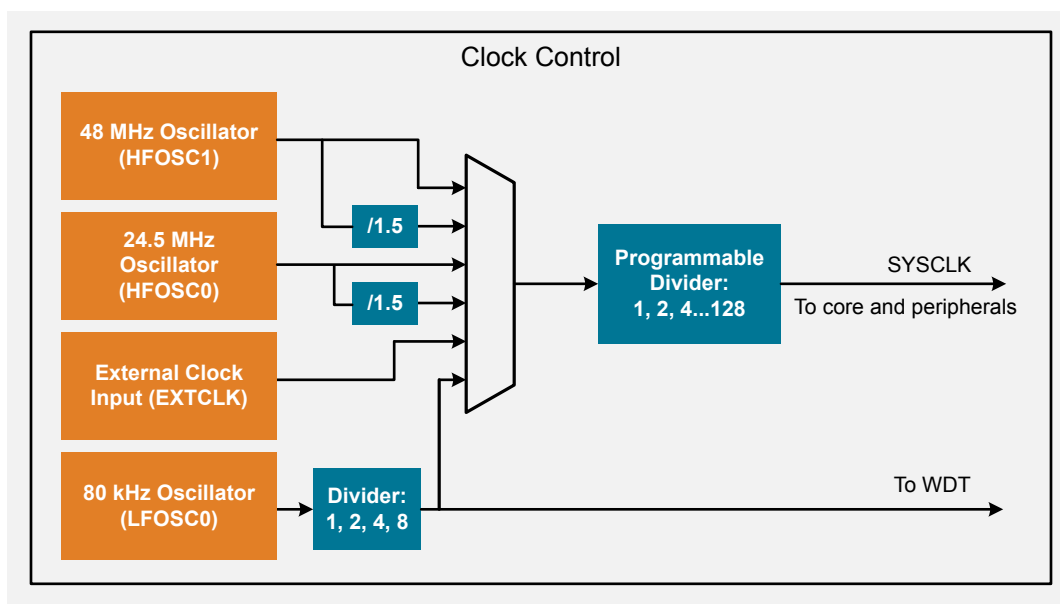 Clock Control
48 MHz Oscillator
(HFOSC1)
/1.5
24.5 MHz
Oscillator
(HFOSC0)
/1.5
External Clock
Input (EXTCLK)
80 kHz Oscillator
(LFOSC0)
Divider:
1, 2, 4, 8
Programmable
Divider:
1, 2, 4...128
SYSCLK
To core and peripherals
To WDT